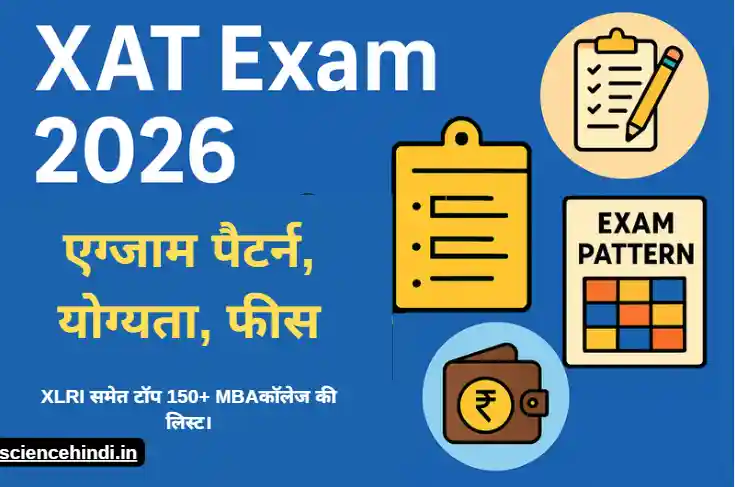 XAT Exam
2026
एग्जाम पैटर्न,
योग्यता, फीस
XLRI समेत टॉप 150+ MBAकॉलेज की
लिस्ट।
sciencehindi.in
EXAM
PATTERN
₹